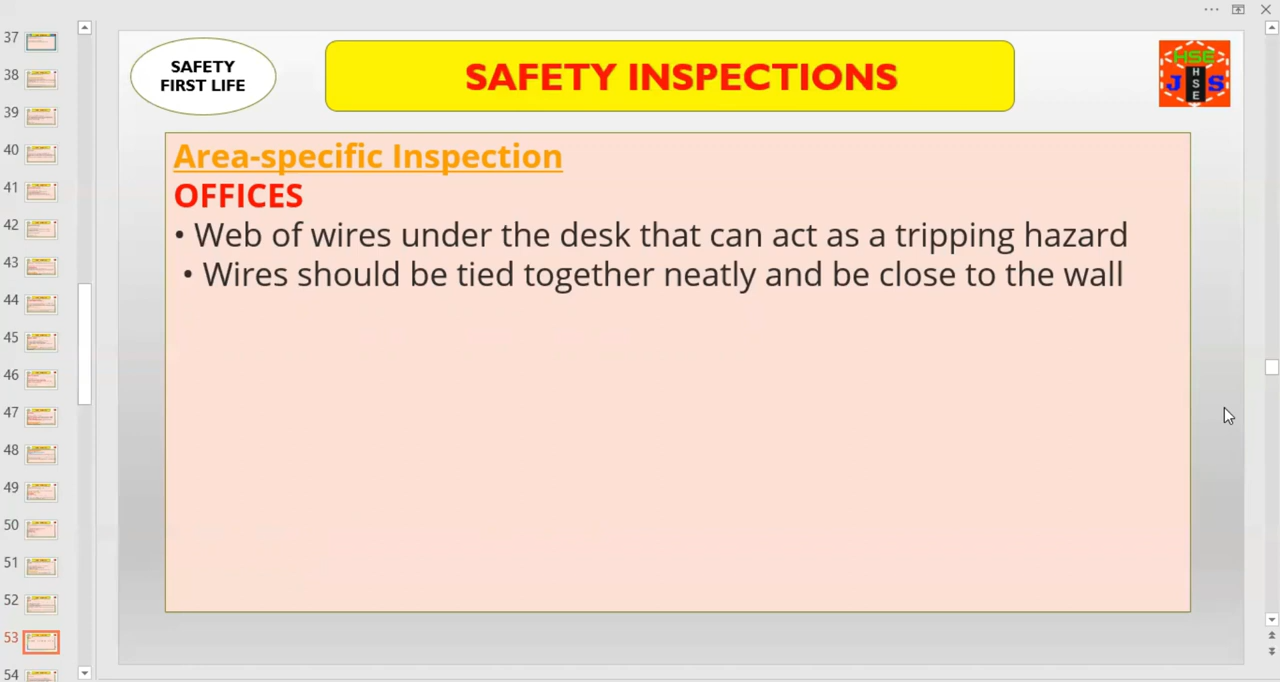 37
38
39
40
41
42
43
44
45
46
47
48
49
50
51
52
53
54
SAFETY
FIRST LIFE
SAFETY INSPECTIONS
HSE
J HSE S
Area-specific Inspection
OFFICES
• Web of wires under the desk that can act as a tripping hazard
• Wires should be tied together neatly and be close to the wall